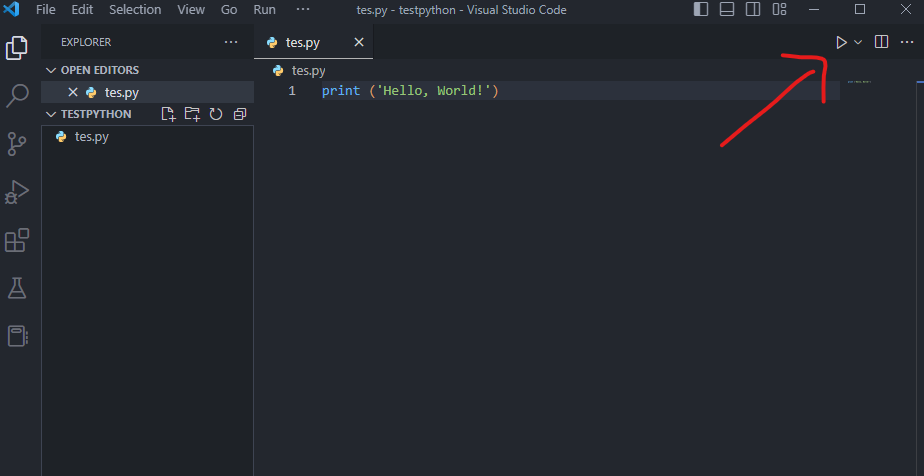 File Edit Selection View Go Run ··· tes.py - testpython - Visual Studio Code
EXPLORER ···
tes.py
OPEN EDITORS
tes.py
tes.py
1 print ('Hello, World!')
TESTPYTHON
tes.py